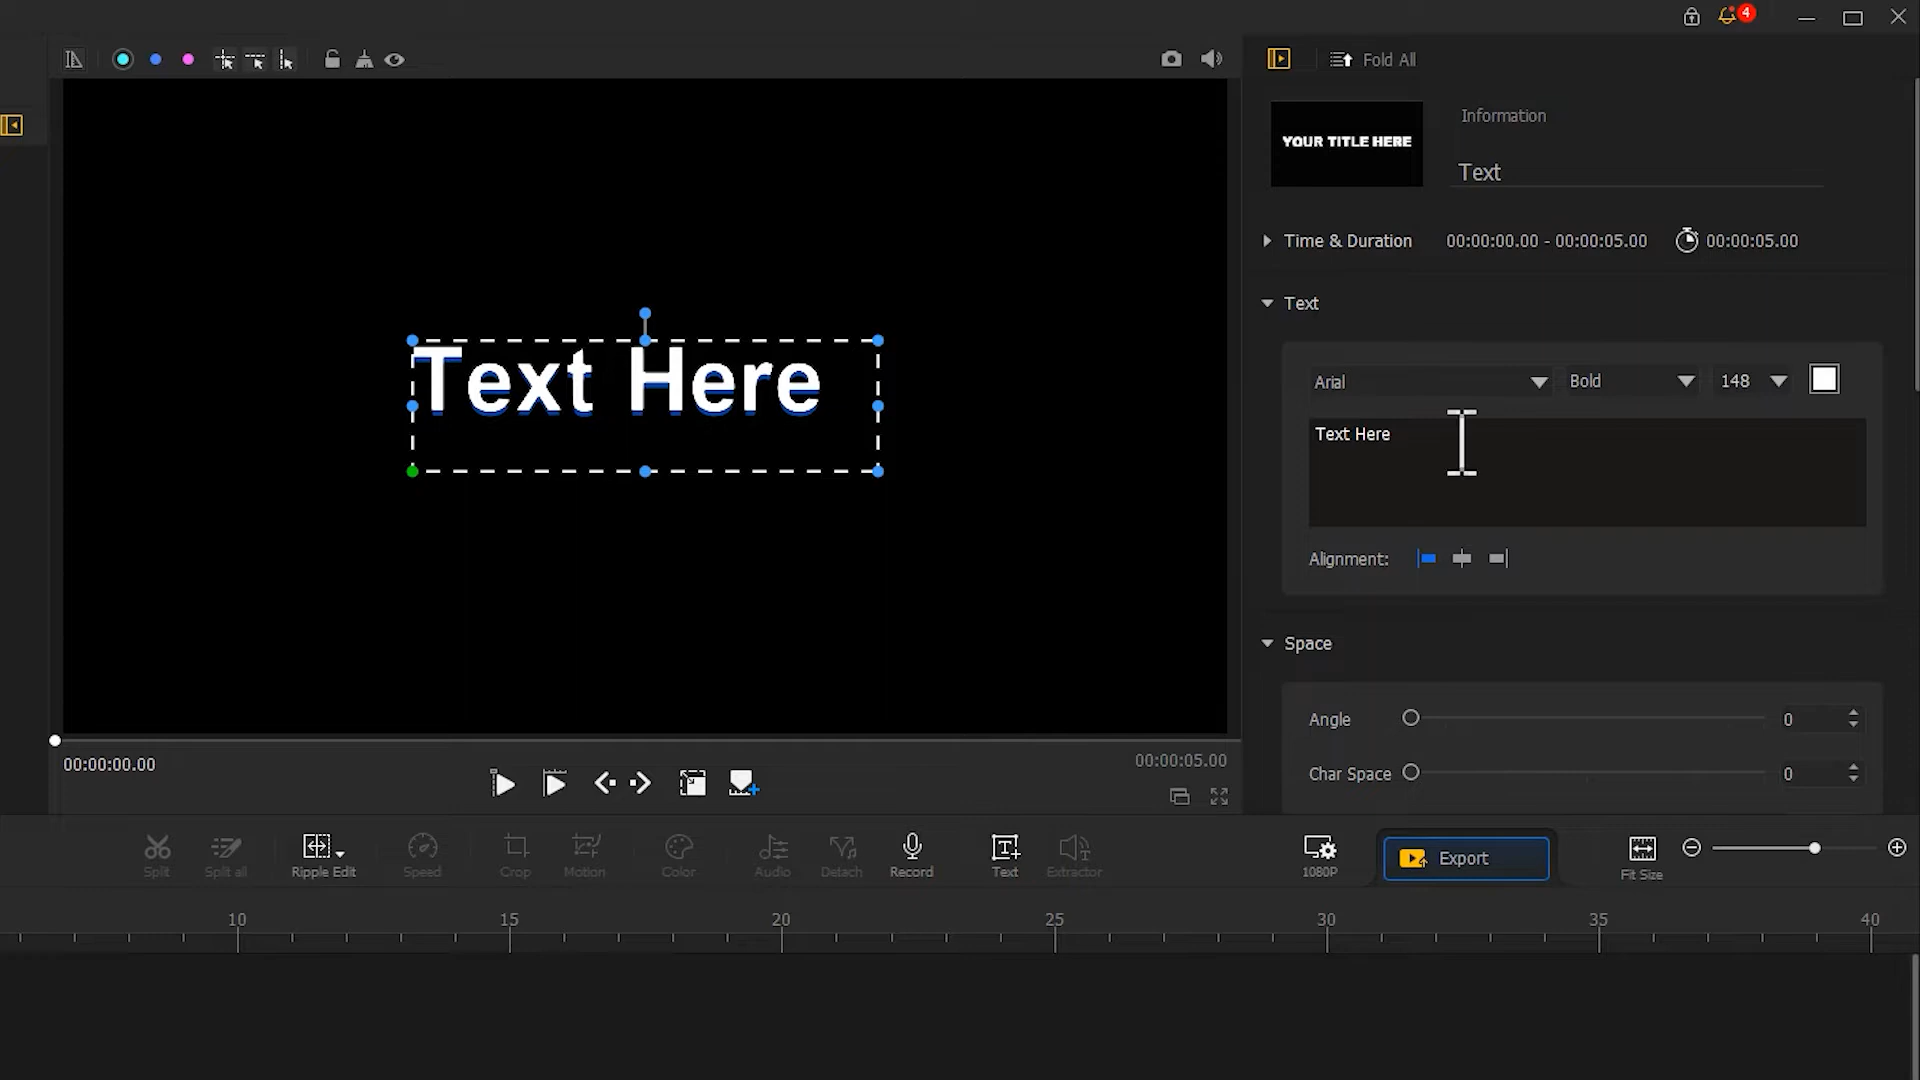 4
Fold All
YOUR TITLE HERE
Information
Text
Time & Duration 00:00:00.00 - 00:00:05.00 00:00:05.00
Text
Arial Bold 148
Text Here
Text Here
Alignment:
Space
Angle 0
Char Space 0
00:00:00.00 00:00:05.00
Split Split all Ripple Edit Speed Crop Motion Color Audio Detach Record Text Extractor 1080P Export Fit Size
10 15 20 25 30 35 40